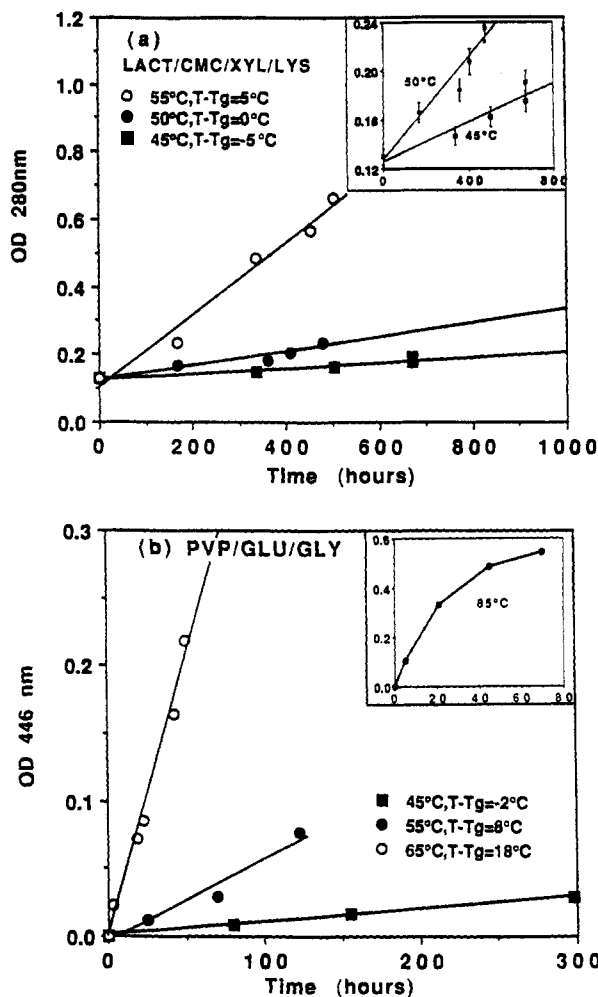 (a)
LACT/CMC/XYL/LYS
55°C,T-Tg=5°C
50°C,T-Tg=0°C
45°C,T-Tg=-5°C
1.2
1.0
0.8
0.6
0.4
0.2
0.0
OD 280nm
0 200 400 600 800 1000
Time (hours)
0.24
0.20
0.16
0.12
50°C
45°C
0 400 800
(b) PVP/GLU/GLY
0.3
0.2
0.1
0.0
OD 446 nm
0.6
0.4
0.2
0.0
85°C
0 20 40 60 80
45°C,T-Tg=-2°C
55°C,T-Tg=8°C
65°C,T-Tg=18°C
0 100 200 300
Time (hours)